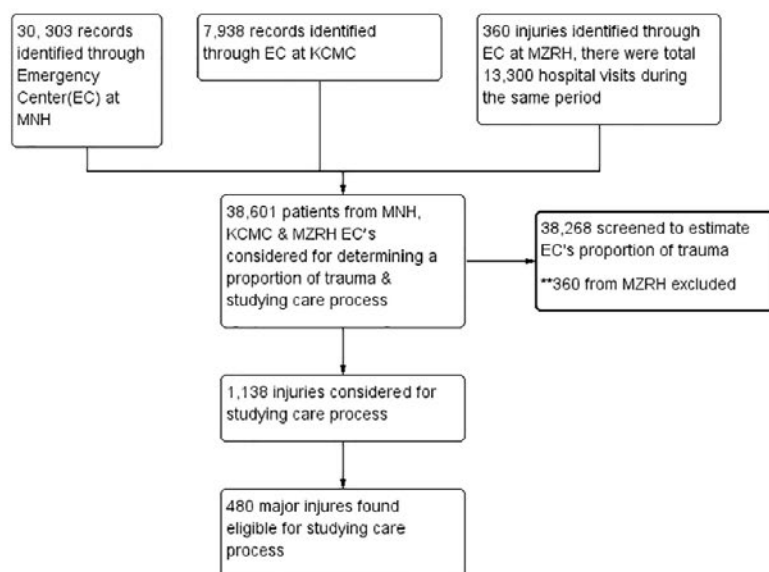 30, 303 records
identified through
Emergency
Center(EC) at
MNH
7,938 records identified
through EC at KCMC
360 injuries identified through
EC at MZRH, there were total
13,300 hospital visits during
the same period
38,601 patients from MNH,
KCMC & MZRH EC's
considered for determining a
proportion of trauma &
studying care process
38,268 screened to estimate
EC's proportion of trauma
**360 from MZRH excluded
1,138 injuries considered for
studying care process
480 major injures found
eligible for studying care
process